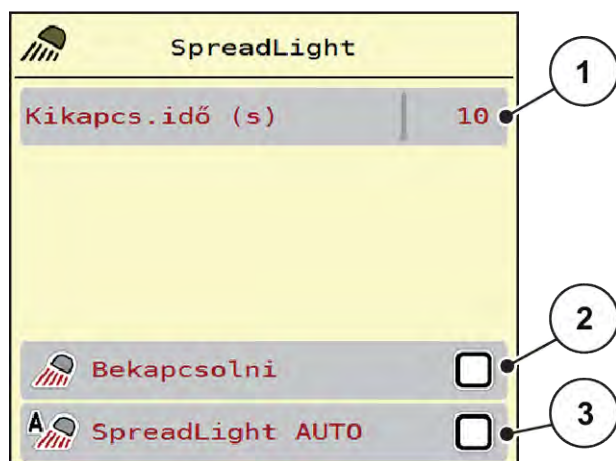 SpreadLight
1
Kikapcs.idő (s) 10
2
Bekapcsolni
A
3
SpreadLight AUTO